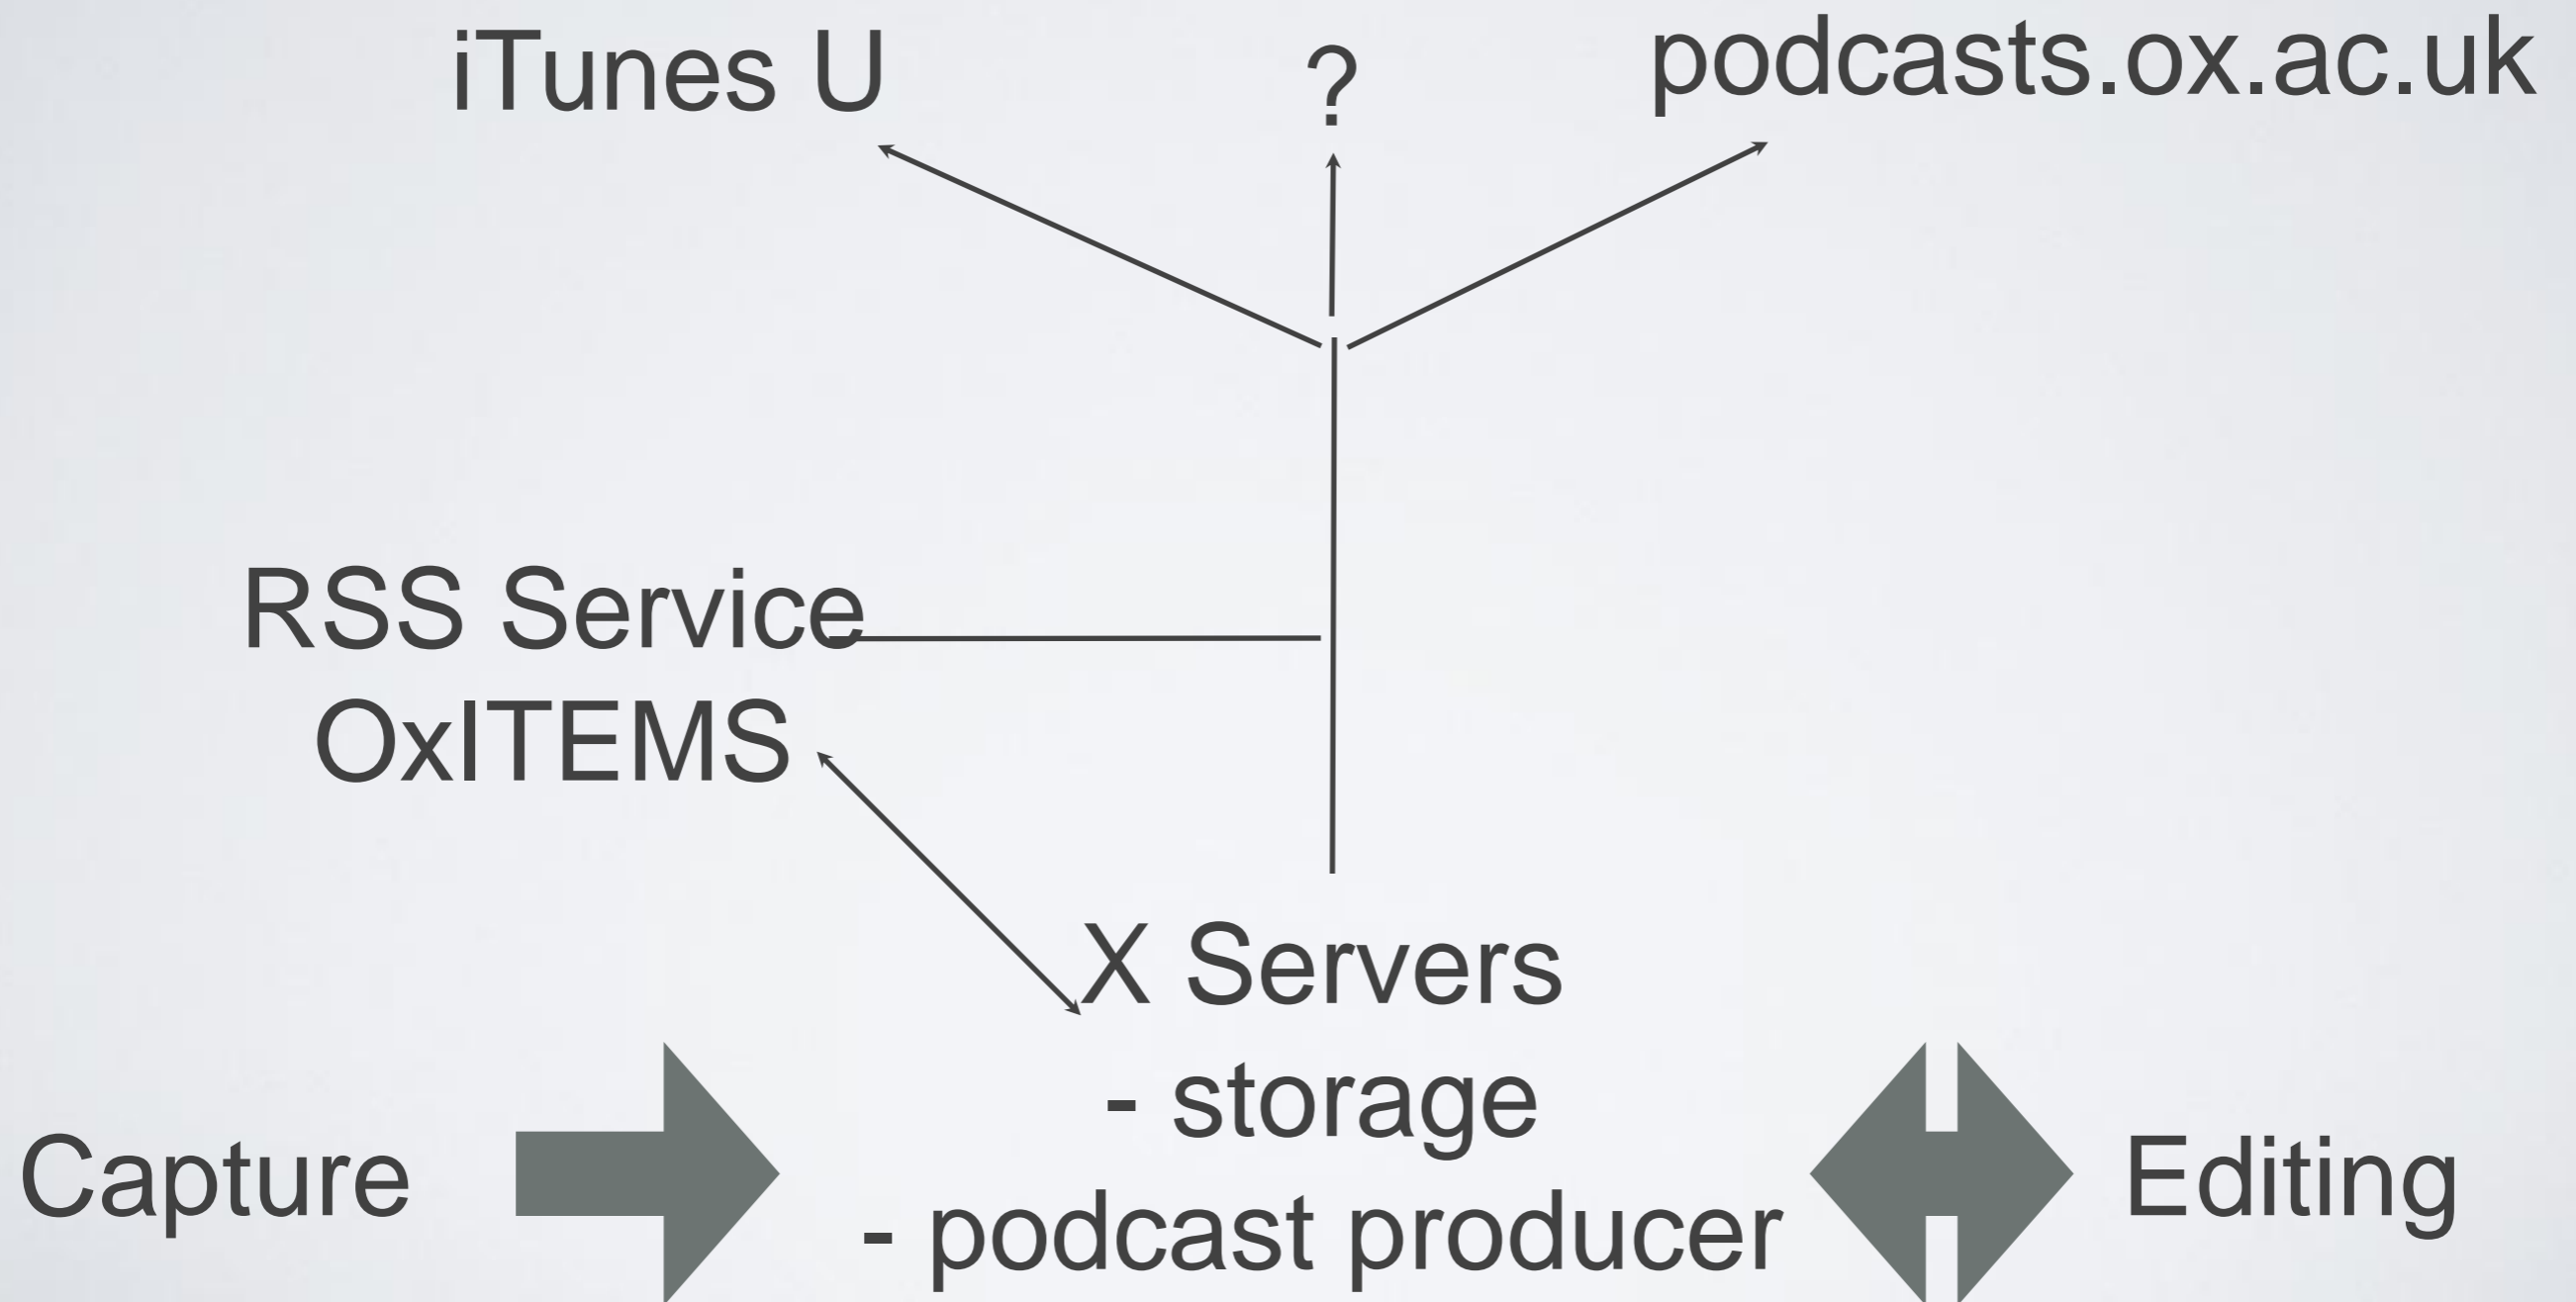 iTunes U
?
podcasts.ox.ac.uk
RSS Service
OxITEMS
X Servers
- storage
- podcast producer
Capture
Editing